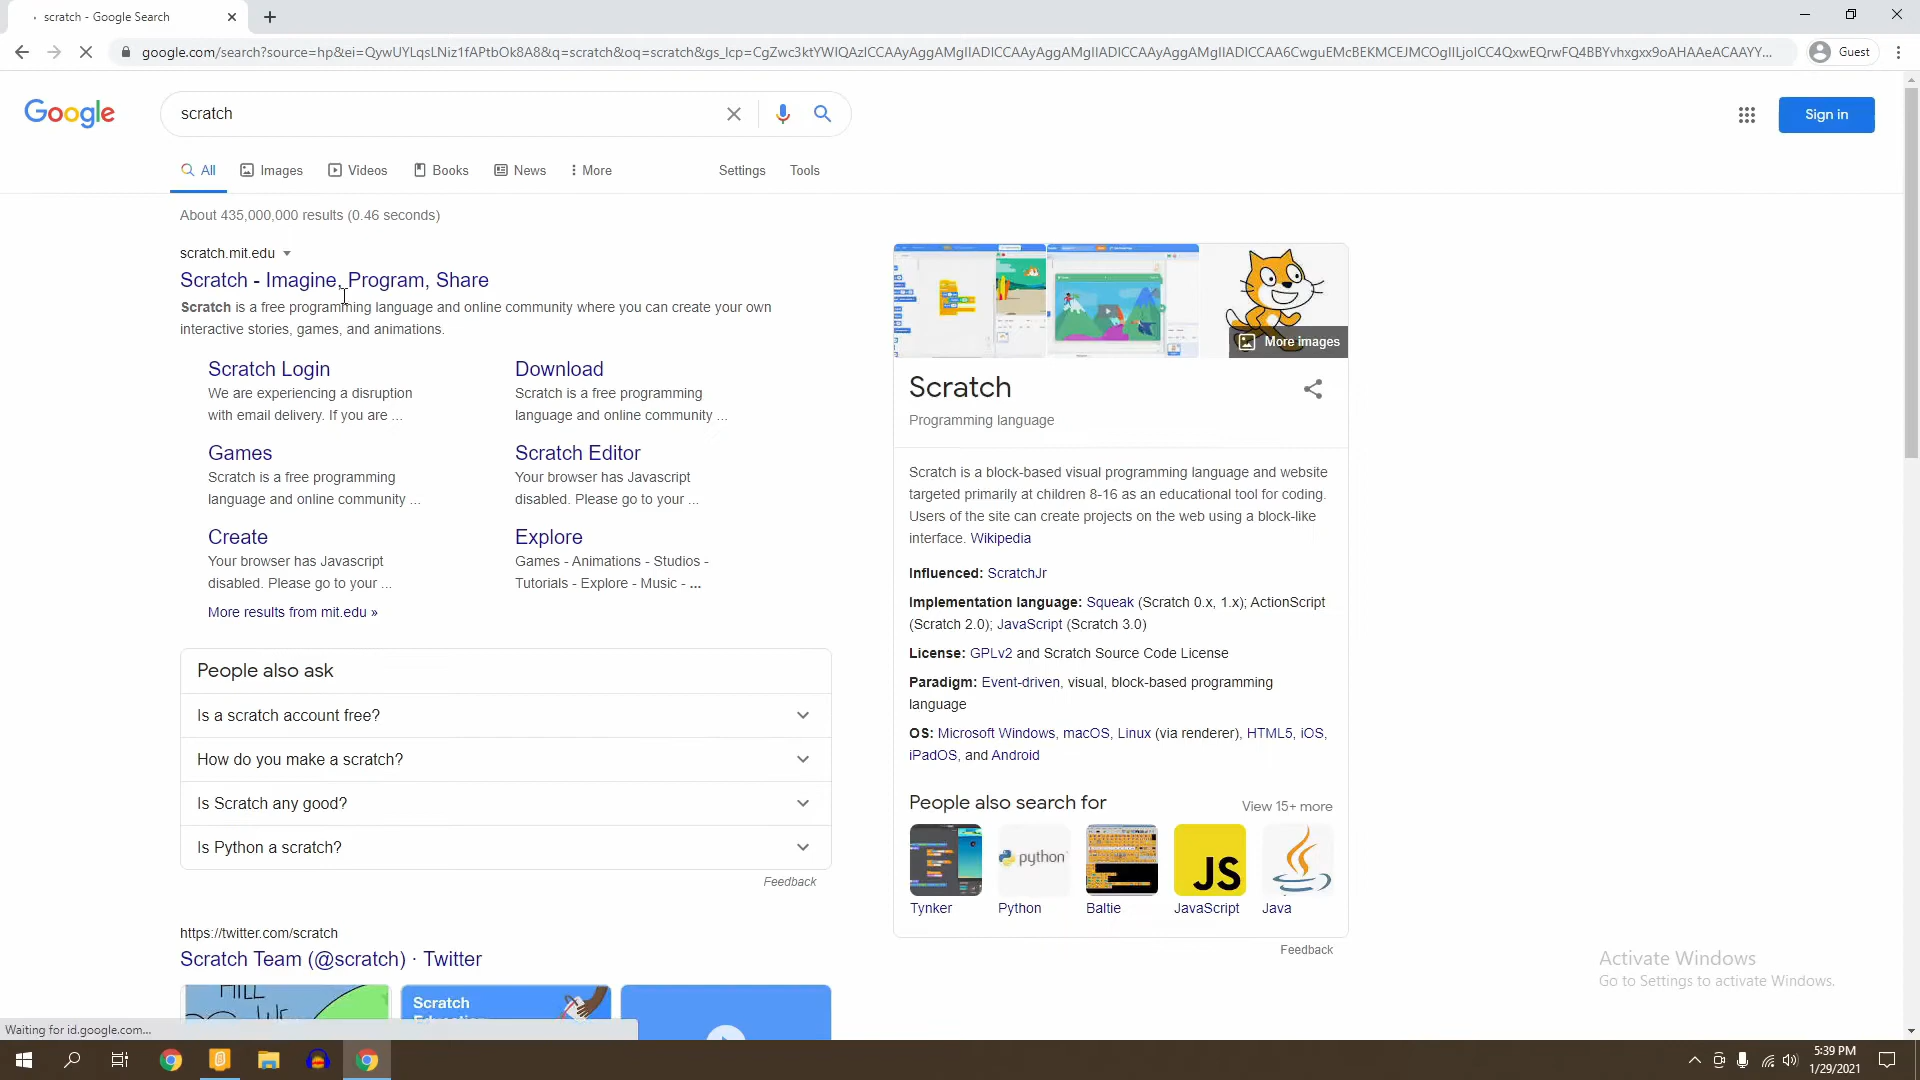 scratch - Google Search
google.com/search?source=hp&ei=QywUYLqsLNiz1fAPtbOk8A8&q=scratch&oq=scratch&gs_lcp=
Guest
Google
scratch
Sign in
All
Images
Videos
Books
News
More
Settings
Tools
About 435,000,000 results (0.46 seconds)
scratch.mit.edu
Scratch - Imagine, Program, Share
Scratch is a free programming language and online community where you can create your own
interactive stories, games, and animations.
Scratch Login
We are experiencing a disruption
with email delivery. If you are ...
Download
Scratch is a free programming
language and online community ...
Games
Scratch is a free programming
language and online community ...
Scratch Editor
Your browser has Javascript
disabled. Please go to your ...
Create
Your browser has Javascript
disabled. Please go to your ...
Explore
Games - Animations - Studios -
Tutorials - Explore - Music - ...
More results from mit.edu »
People also ask
Is a scratch account free?
How do you make a scratch?
Is Scratch any good?
Is Python a scratch?
Feedback
https://twitter.com/scratch
Scratch Team (@scratch) · Twitter
Scratch
Waiting for id.google.com...
More images
Scratch
Programming language
Scratch is a block-based visual programming language and website
targeted primarily at children 8-16 as an educational tool for coding.
Users of the site can create projects on the web using a block-like
interface. Wikipedia
Influenced: ScratchJr
Implementation language: Squeak (Scratch 0.x, 1.x); ActionScript
(Scratch 2.0); JavaScript (Scratch 3.0)
License: GPLv2 and Scratch Source Code License
Paradigm: Event-driven, visual, block-based programming
language
OS: Microsoft Windows, macOS, Linux (via renderer), HTML5, iOS,
iPadOS, and Android
People also search for
View 15+ more
python
JS
Tynker
Python
Baltie
JavaScript
Java
Feedback
Activate Windows
Go to Settings to activate Windows.
5:39 PM
1/29/2021